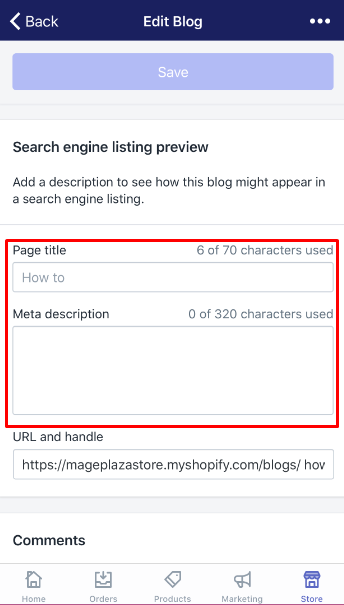 Back Edit Blog
Save
Search engine listing preview
Add a description to see how this blog might appear in
a search engine listing.
Page title 6 of 70 characters used
How to
Meta description 0 of 320 characters used
URL and handle
https://mageplazastore.myshopify.com/blogs/ how
Comments
Home Orders Products Marketing Store